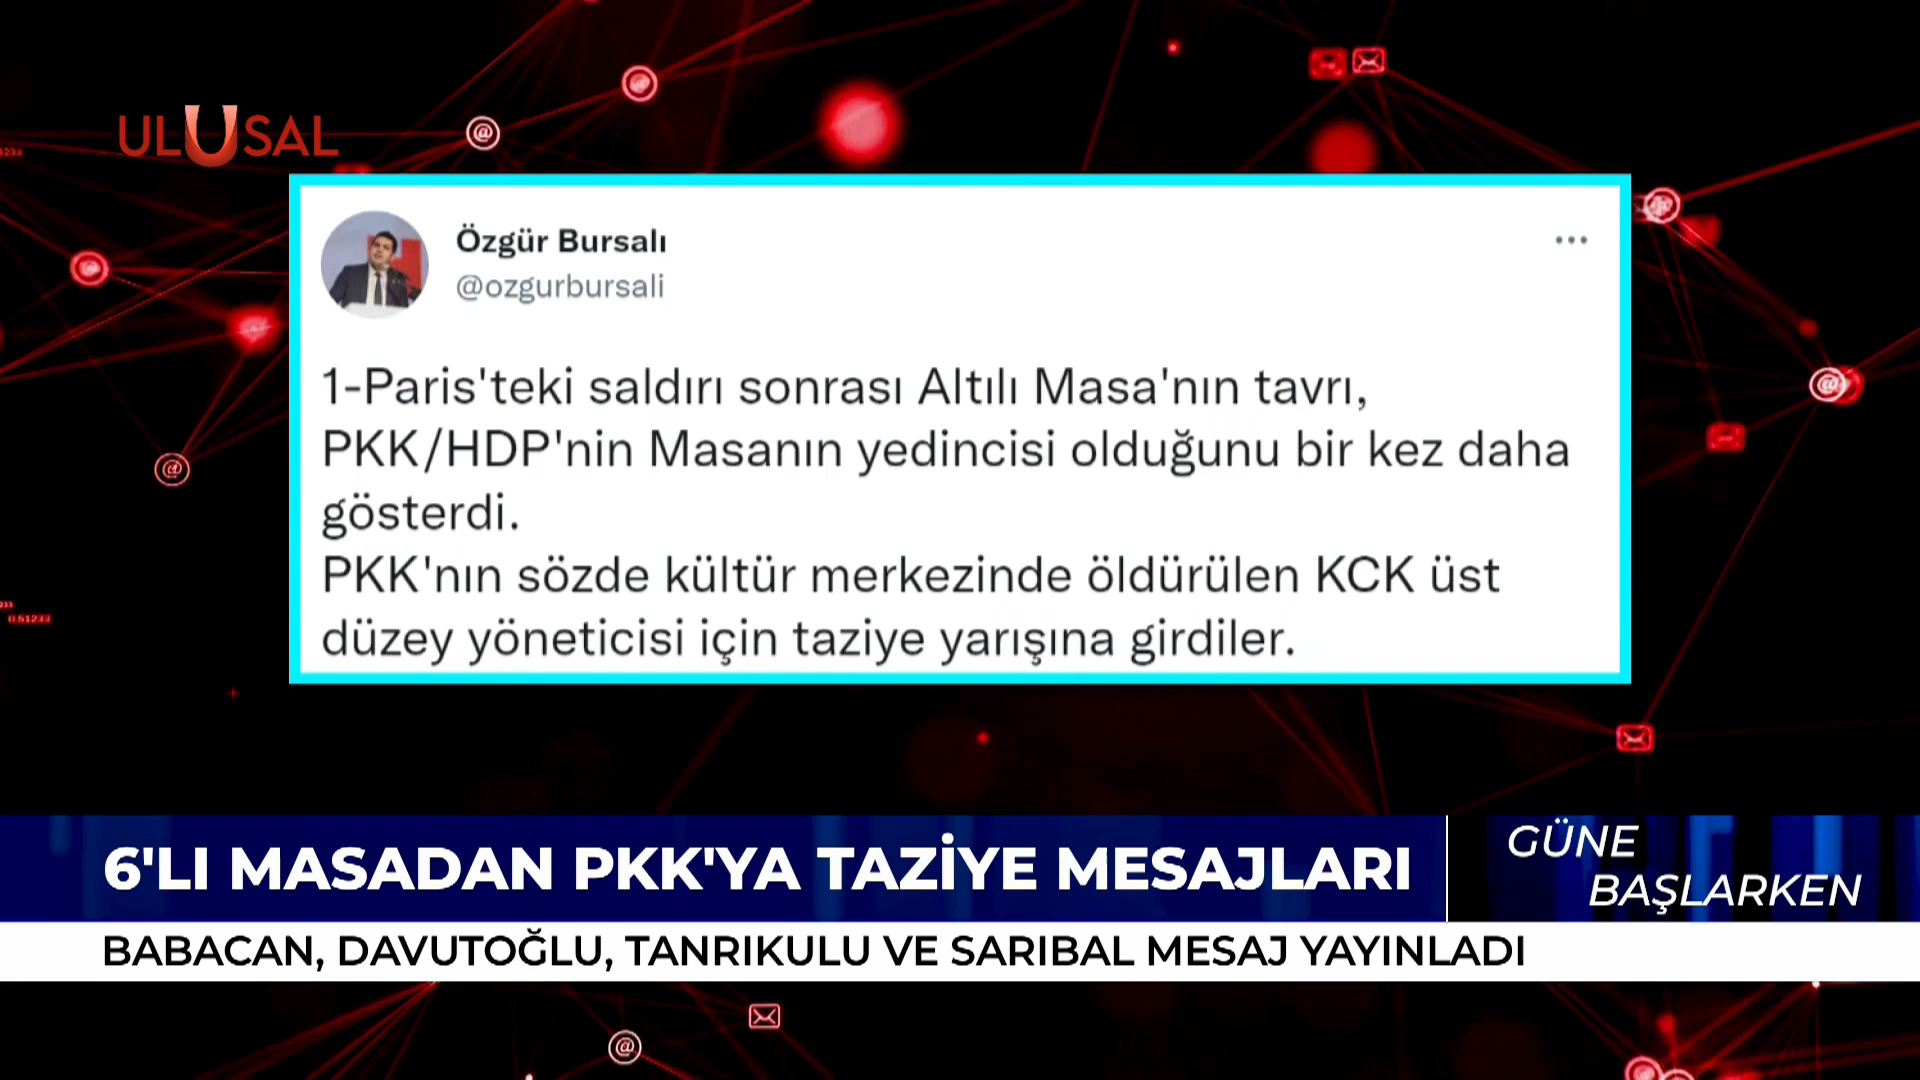 ULUSAL
Özgür Bursalı
@ozgurbursali
1-Paris'teki saldırı sonrası Altılı Masa'nın tavrı,
PKK/HDP'nin Masanın yedincisi olduğunu bir kez daha
gösterdi.
PKK'nın sözde kültür merkezinde öldürülen KCK üst
düzey yöneticisi için taziye yarışına girdiler.
6'LI MASADAN PKK'YA TAZİYE MESAJLARI
GÜNE
BAŞLARKEN
BABACAN, DAVUTOĞLU, TANRIKULU VE SARIBAL MESAJ YAYINLADI
0.51233